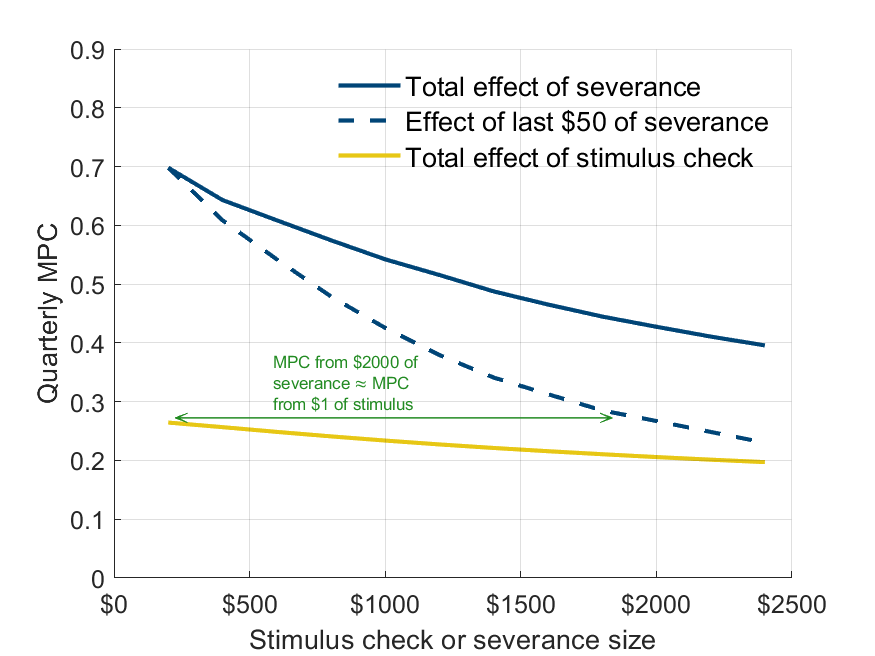 0.9
0.8
0.7
0.6
0.5
0.4
0.3
0.2
0.1
0
Quarterly MPC
Total effect of severance
Effect of last $50 of severance
Total effect of stimulus check
MPC from $2000 of
severance ≈ MPC
from $1 of stimulus
$0 $500 $1000 $1500 $2000 $2500
Stimulus check or severance size